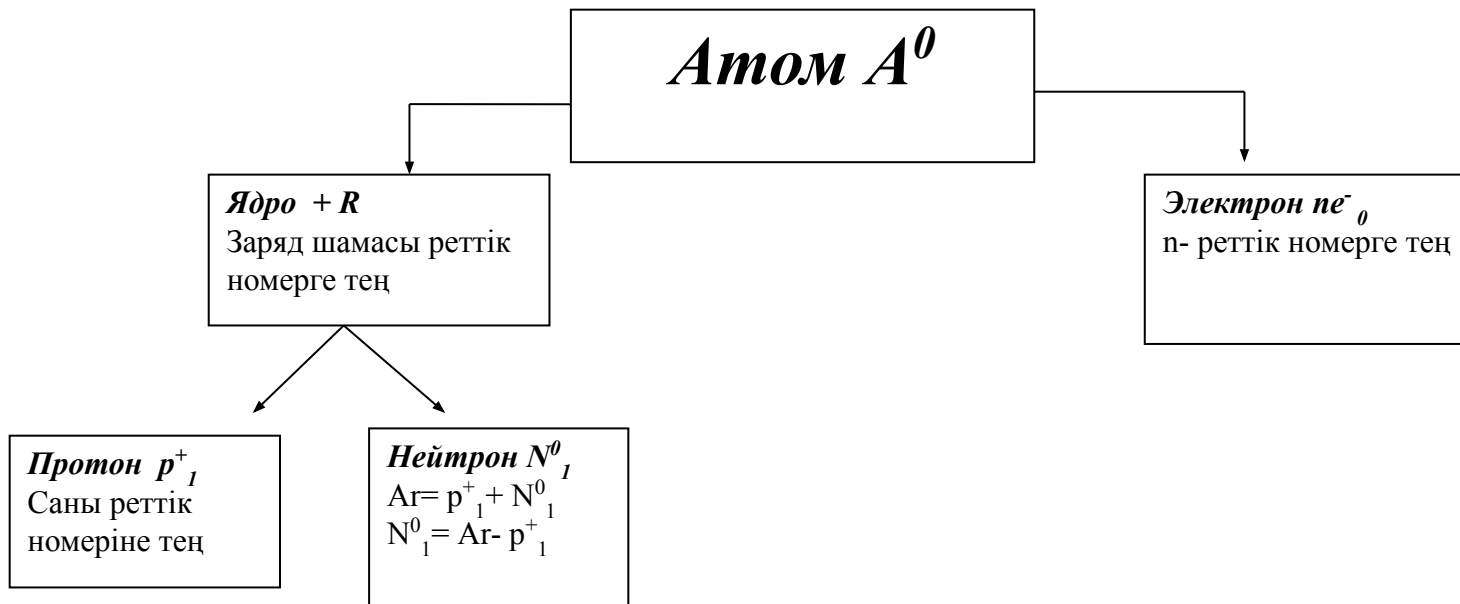 Атом А⁰
Ядро + R
Заряд шамасы реттік
номерге тең
Электрон пе⁻₀
n- реттік номерге тең
Протон р⁺₁
Саны реттік
номеріне тең
Нейтрон N⁰₁
Ar= p⁺₁+ N⁰₁
N⁰₁= Ar- p⁺₁